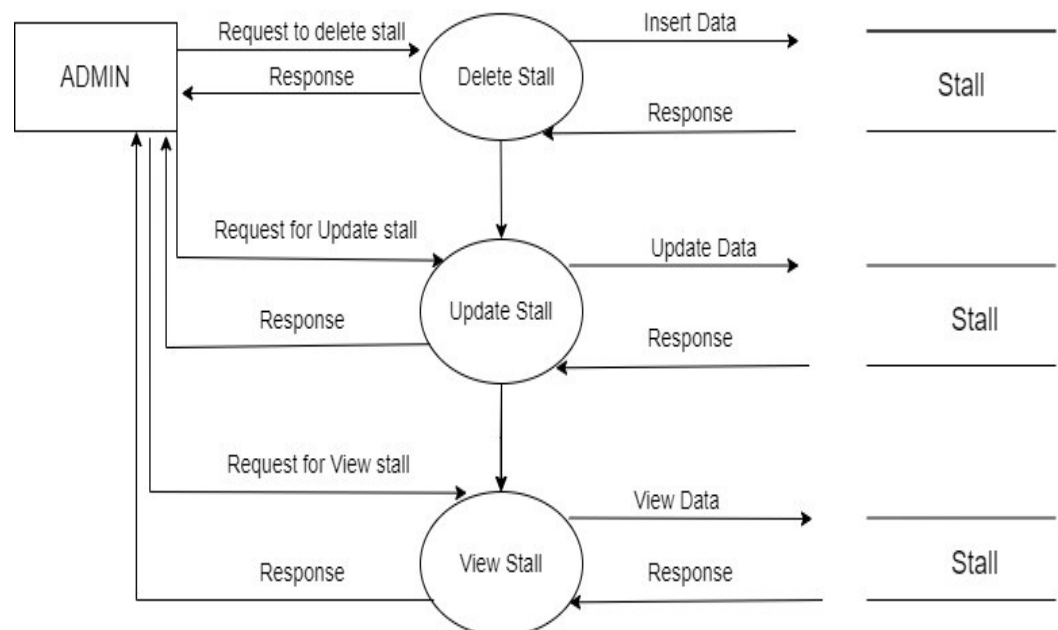 Request to delete stall
Insert Data
ADMIN
Response
Delete Stall
Stall
Response
Request for Update stall
Update Data
Response
Update Stall
Stall
Response
Request for View stall
View Data
Response
View Stall
Response
Stall